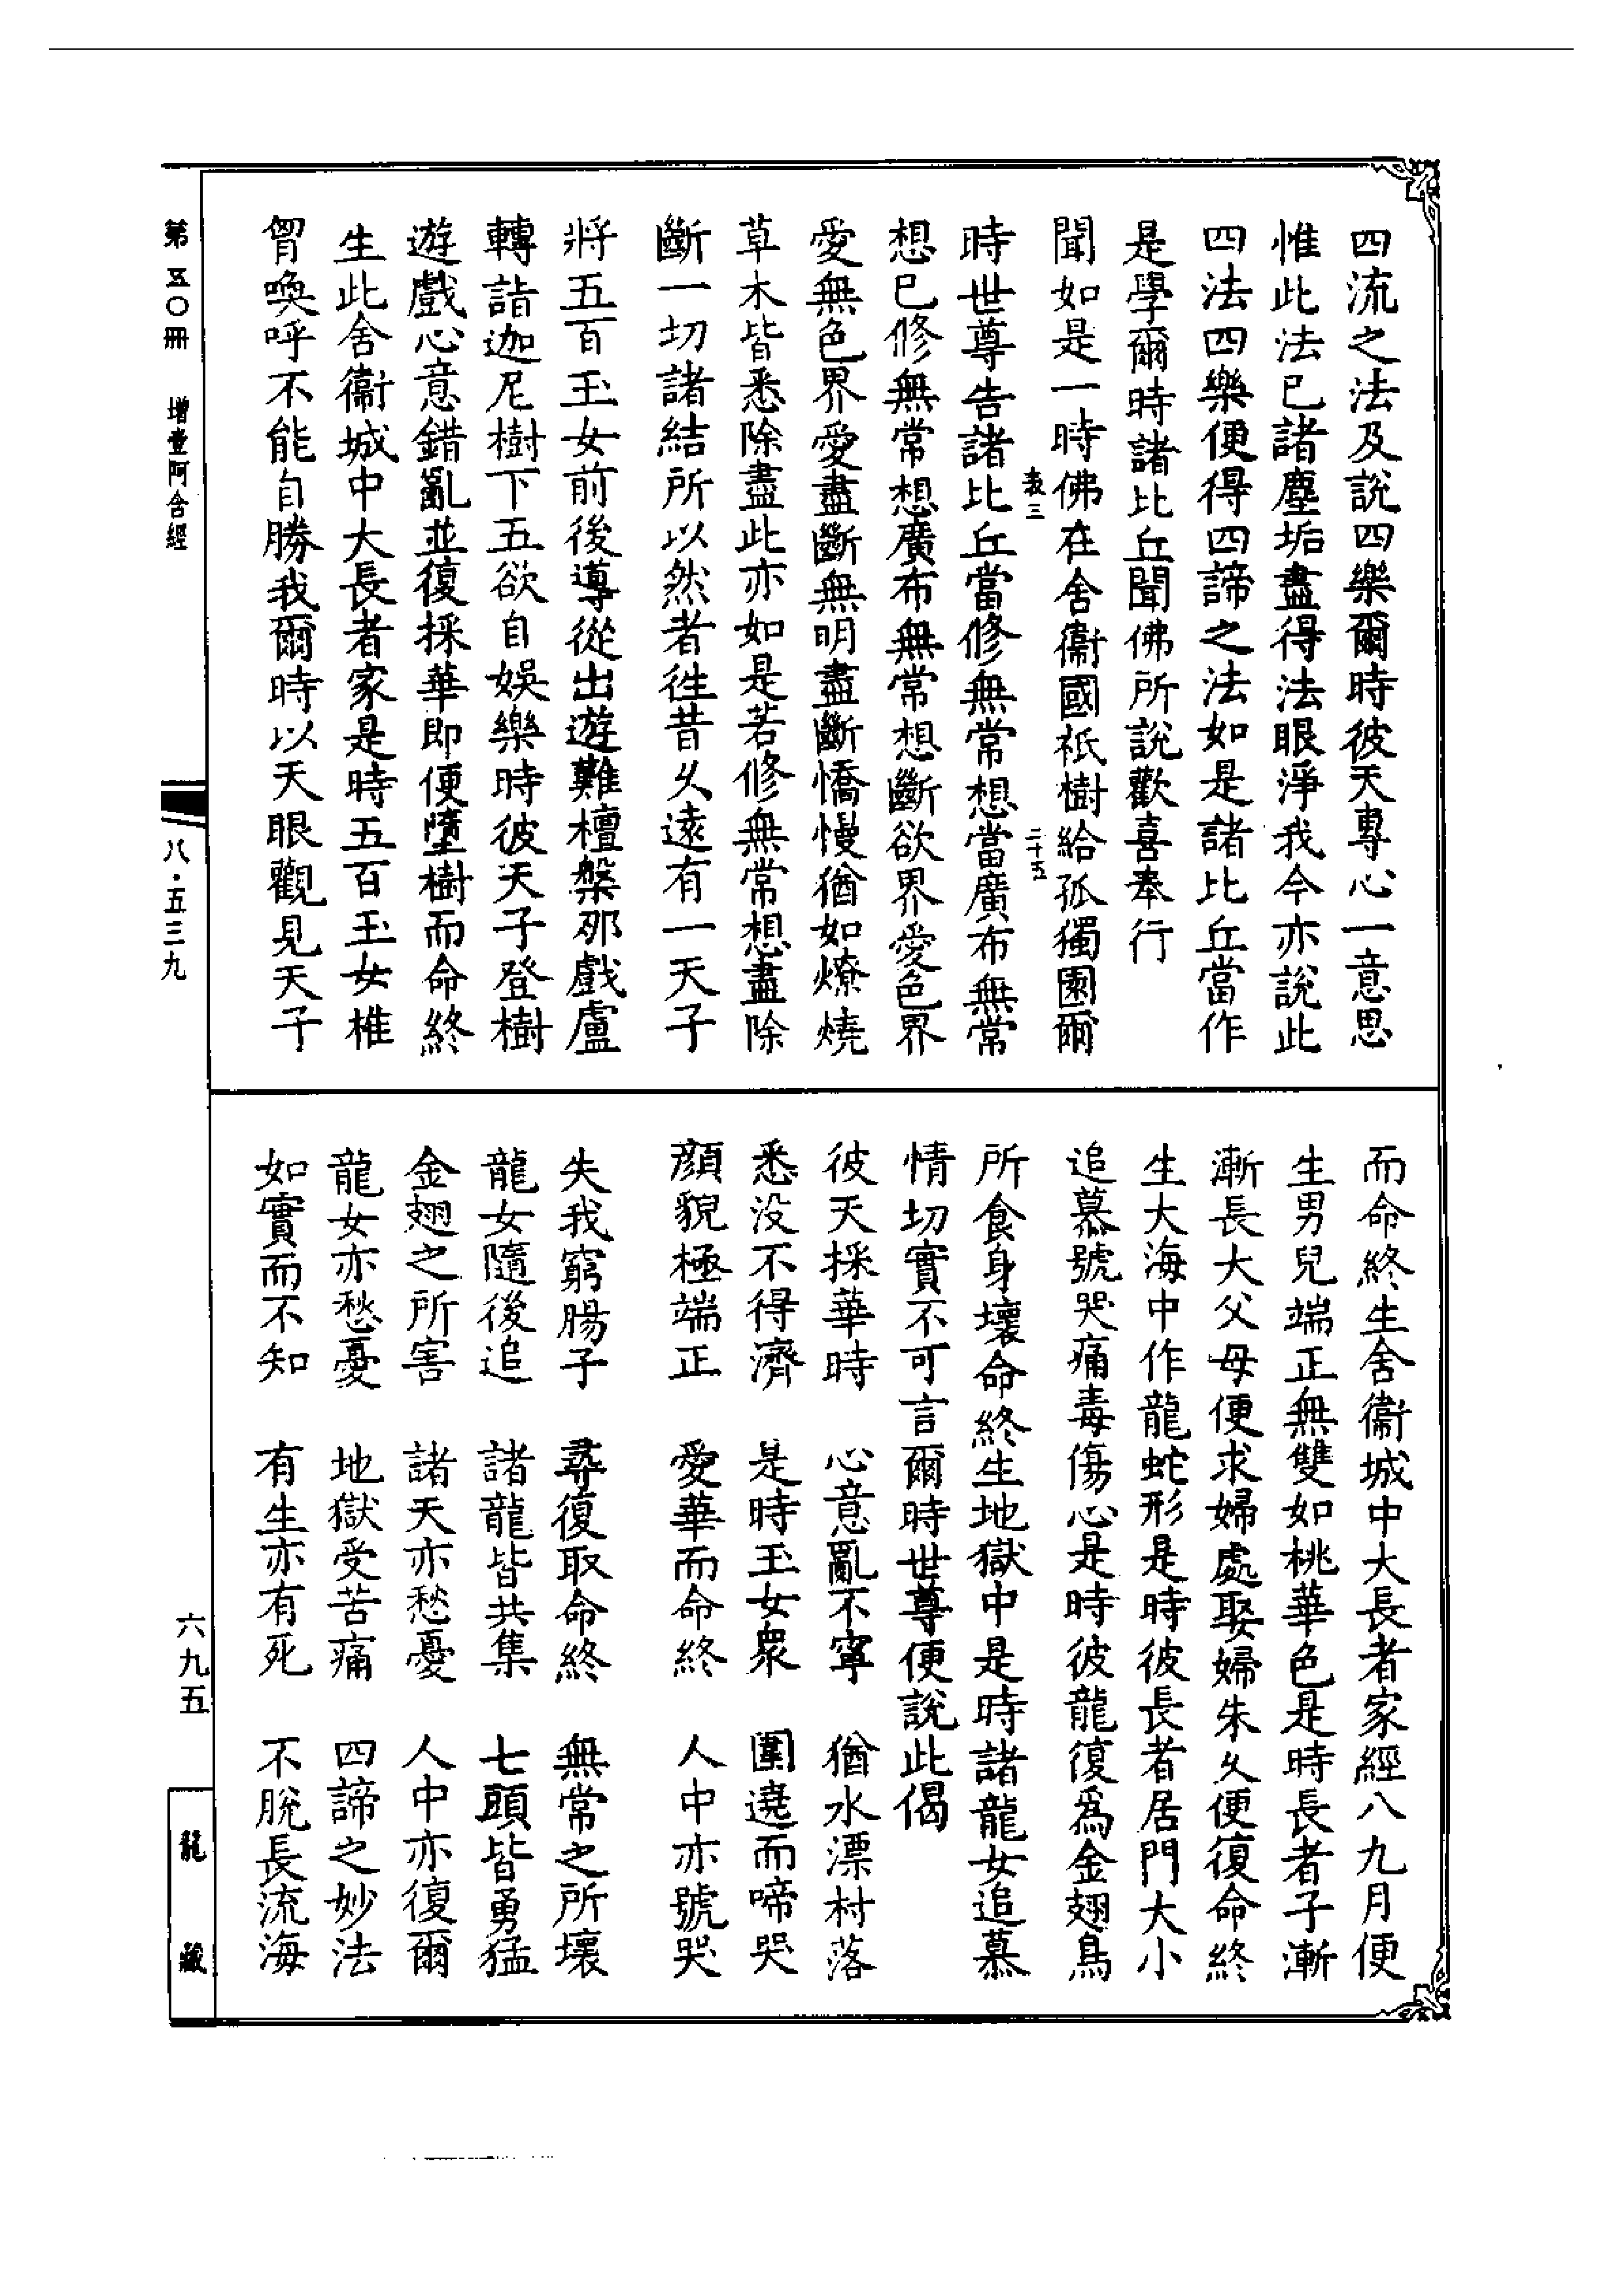 四流之法及說四樂爾時彼天專心一意思
惟此法已諸塵垢盡得法眼淨我今亦說此
四法四樂便得四諦之法如是諸比丘當作
是學爾時諸比丘聞佛所說歡喜奉行
聞如是一時佛在舍衞國祇樹給孤獨園爾
袠三
二十五
時世尊告諸比丘當修無常想當廣布無常
想已修無常想廣布無常想斷欲界愛色界
愛無色界愛盡斷無明盡斷憍慢猶如燎燒
草木皆悉除盡此亦如是若修無常想盡除
斷一切諸結所以然者徃昔久遠有一天子
將五百玉女前後導從出遊難檀槃那戲盧
轉詣迦尼樹下五欲自娛樂時彼天子登樹
遊戲心意錯亂並復採華即便墮樹而命終
生此舍衞城中大長者家是時五百玉女椎
胷喚呼不能自勝我爾時以天眼觀見天子
而命終生舍衞城中大長者家經八九月便
生男兒端正無雙如桃華色是時長者子漸
漸長大父母便求婦處娶婦未久便復命終
生大海中作龍蛇形是時彼長者居門大小
追慕號哭痛毒傷心是時彼龍復爲金翅鳥
所食身壞命終生地獄中是時諸龍女追慕
情切實不可言爾時世尊便說此偈
彼天採華時　心意亂不寧　猶水漂村落
悉没不得濟　是時玉女衆　圍遶而啼哭
顏貌極端正　愛華而命終　人中亦號哭
失我窮腸子　尋復取命終　無常之所壞
龍女隨後追　諸龍皆共集　七頭皆勇猛
金翅之所害　諸天亦愁憂　人中亦復爾
龍女亦愁憂　地獄受苦痛　四諦之妙法
如實而不知　有生亦有死　不脫長流海
第五〇冊　增壹阿含經
八·五三九
六九五
龍藏